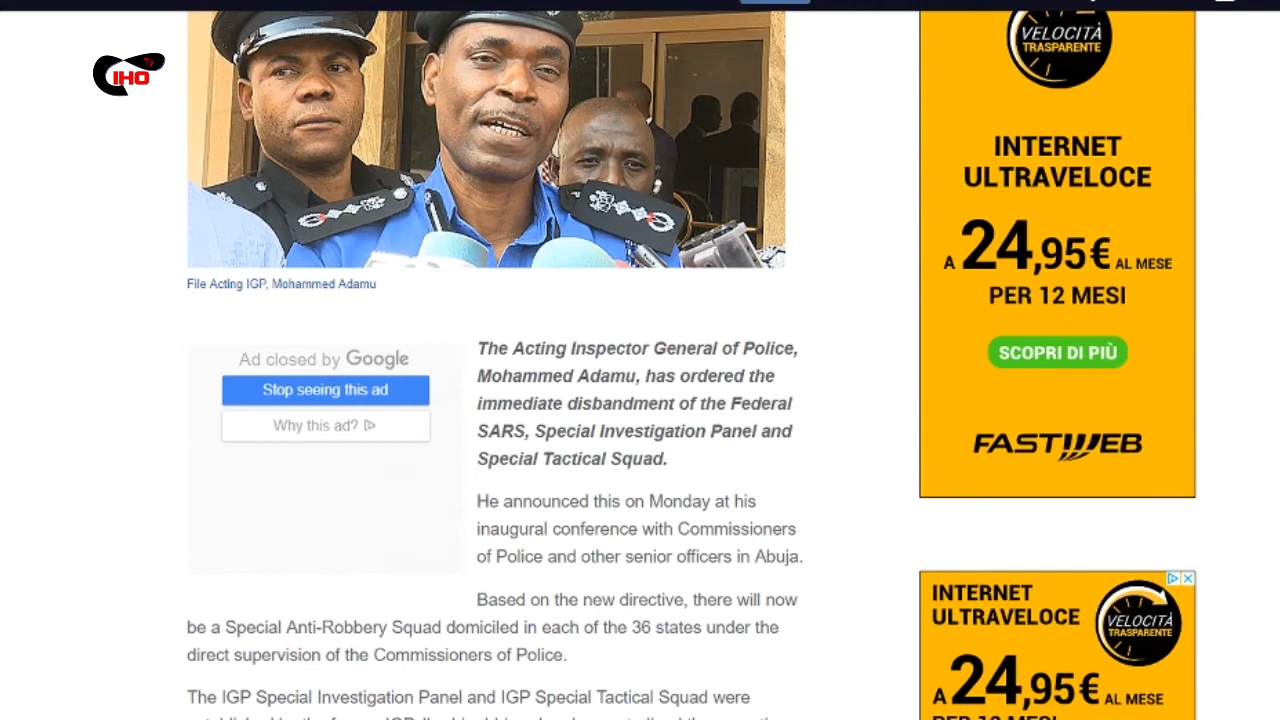 IHO
TV
File Acting IGP, Mohammed Adamu
Ad closed by Google
Stop seeing this ad
Why this ad?
The Acting Inspector General of Police,
Mohammed Adamu, has ordered the
immediate disbandment of the Federal
SARS, Special Investigation Panel and
Special Tactical Squad.
He announced this on Monday at his
inaugural conference with Commissioners
of Police and other senior officers in Abuja.
Based on the new directive, there will now
be a Special Anti-Robbery Squad domiciled in each of the 36 states under the
direct supervision of the Commissioners of Police.
The IGP Special Investigation Panel and IGP Special Tactical Squad were
VELOCITÀ
TRASPARENTE
INTERNET
ULTRAVELOCE
A 24,95€ AL MESE
PER 12 MESI
SCOPRI DI PIÙ
FASTWEB
INTERNET
ULTRAVELOCE
VELOCITÀ
TRASPARENTE
A 24,95€ AL MESE
PER 12 MESI